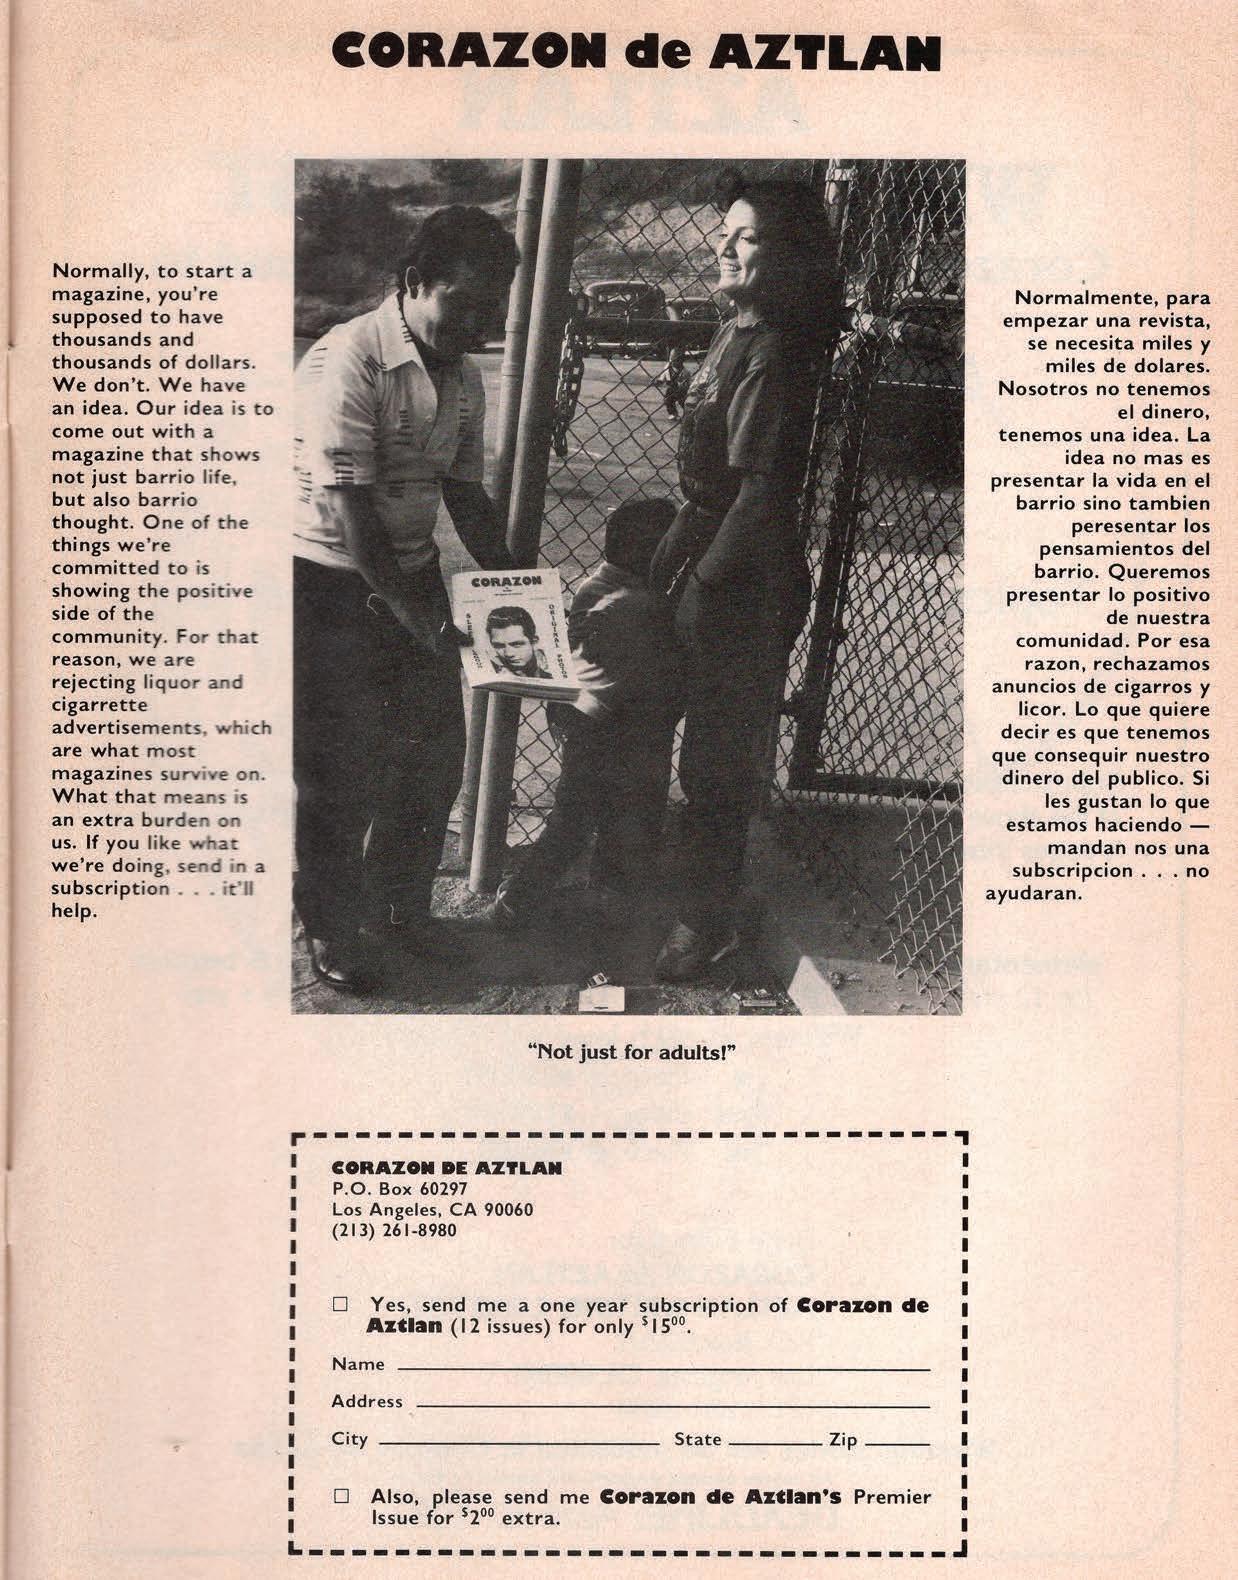 CORAZON de AZTLAN
Normally, to start a
magazine, you're
supposed to have
thousands and
thousands of dollars.
We don't. We have
an idea. Our idea is to
come out with a
magazine that shows
not just barrio life,
but also barrio
thought. One of the
things we're
committed to is
showing the positive
side of the
community. For that
reason, we are
rejecting liquor and
cigarrette
advertisements, which
are what most
magazines survive on.
What that means is
an extra burden on
us. If you like what
we're doing, send in a
subscription . . . it'll
help.
CORAZON
ORIGINAL PHOTOS
Normalmente, para
empezar una revista,
se necesita miles y
miles de dolares.
Nosotros no tenemos
el dinero,
tenemos una idea. La
idea no mas es
presentar la vida en el
barrio sino tambien
peresentar los
pensamientos del
barrio. Queremos
presentar lo positivo
de nuestra
comunidad. Por esa
razon, rechazamos
anuncios de cigarros y
licor. Lo que quiere
decir es que tenemos
que consequir nuestro
dinero del publico. Si
les gustan lo que
estamos haciendo —
mandan nos una
subscripcion . . . no
ayudaran.
“Not just for adults!”
CORAZON DE AZTLAN
P.O. Box 60297
Los Angeles, CA 90060
(213) 261-8980
☐ Yes, send me a one year subscription of Corazon de
Aztlan (12 issues) for only $15⁰⁰.
Name
Address
City State Zip
☐ Also, please send me Corazon de Aztlan's Premier
Issue for $2⁰⁰ extra.